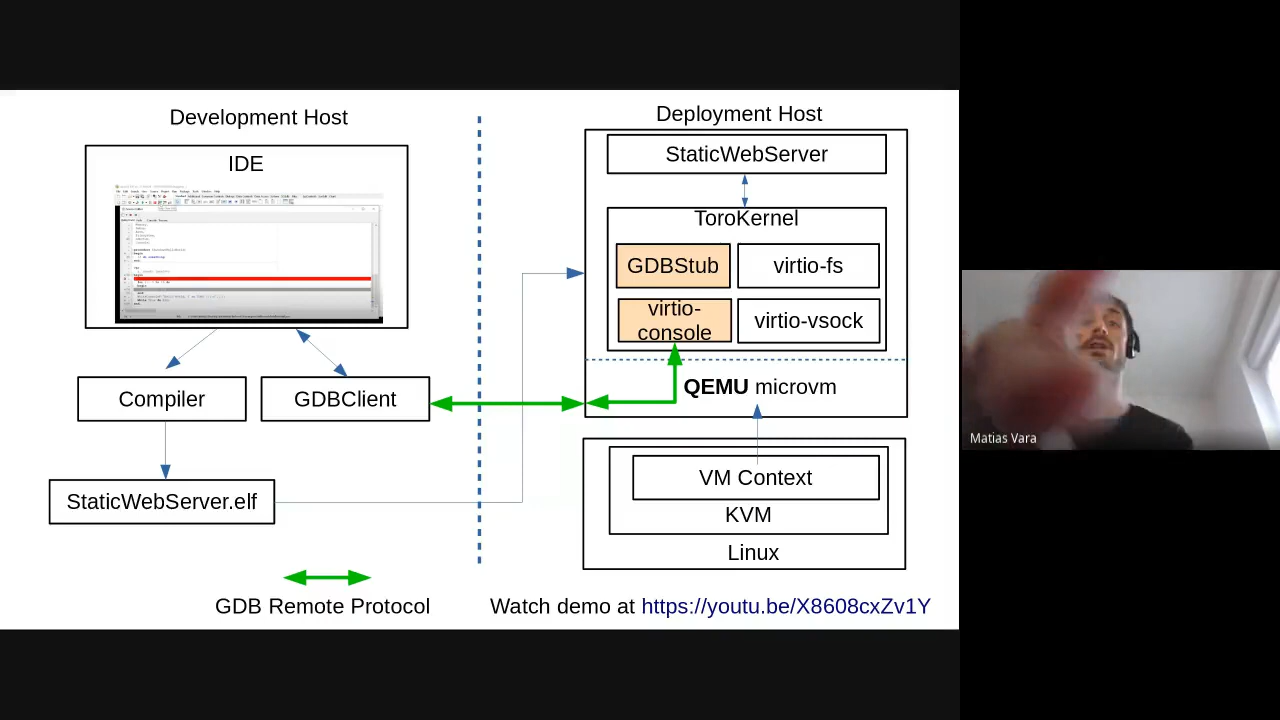 Development Host
Deployment Host
IDE
StaticWebServer
ToroKernel
GDBStub
virtio-fs
virtio-
console
virtio-vsock
QEMU microvm
Compiler
GDBClient
VM Context
KVM
Linux
StaticWebServer.elf
GDB Remote Protocol
Watch demo at https://youtu.be/X8608cxZv1Y
Matias Vara